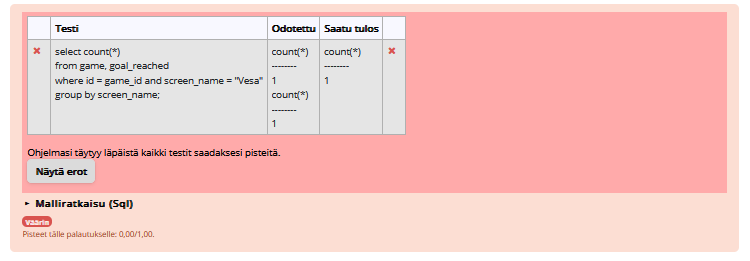 Testi Odotettu Saatu tulos
✖ select count(*) count(*) count(*) ✖
from game, goal_reached -------- --------
where id = game_id and screen_name = "Vesa" 1 1
group by screen_name; count(*)
--------
1
Ohjelmasi täytyy läpäistä kaikki testit saadaksesi pisteitä.
Näytä erot
► Malliratkaisu (Sql)
Väärin
Pisteet tälle palautukselle: 0,00/1,00.